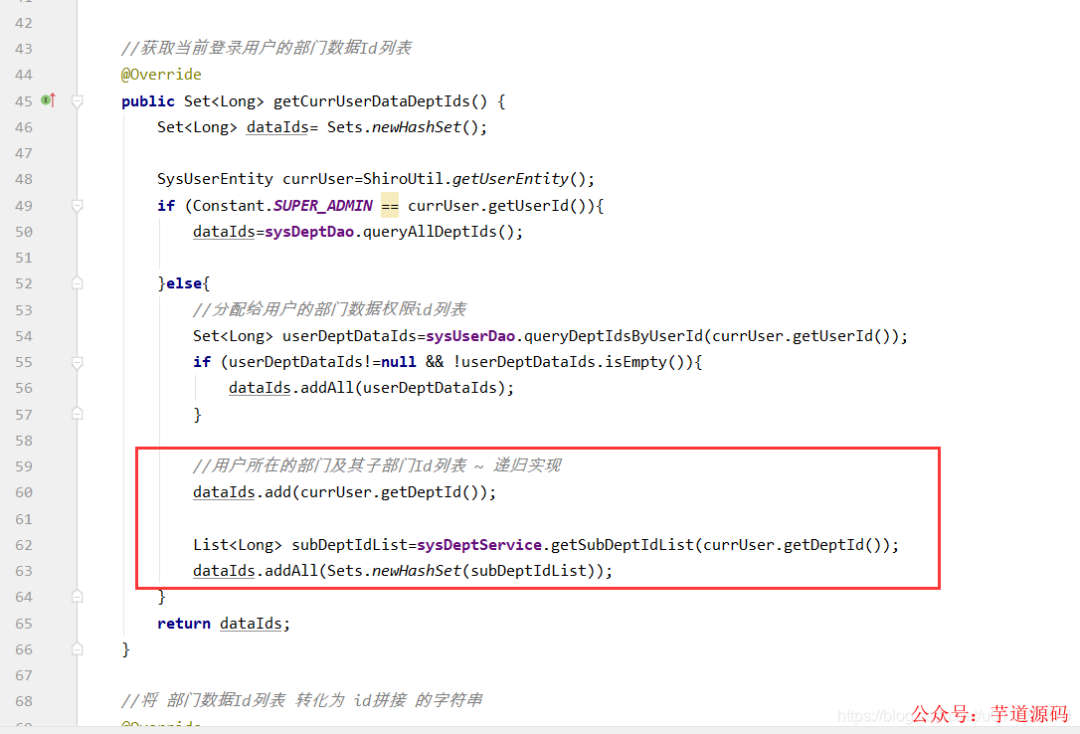 42
43 //获取当前登录用户的部门数据Id列表
44 @Override
45 public Set<Long> getCurrUserDataDeptIds() {
46 Set<Long> dataIds= Sets.newHashSet();
47
48 SysUserEntity currUser=ShiroUtil.getUserEntity();
49 if (Constant.SUPER_ADMIN == currUser.getUserId()){
50 dataIds=sysDeptDao.queryAllDeptIds();
51
52 }else{
53 //分配给用户的部门数据权限id列表
54 Set<Long> userDeptDataIds=sysUserDao.queryDeptIdsByUserId(currUser.getUserId());
55 if (userDeptDataIds!=null && !userDeptDataIds.isEmpty()){
56 dataIds.addAll(userDeptDataIds);
57 }
58
59 //用户所在的部门及其子部门Id列表 ~ 递归实现
60 dataIds.add(currUser.getDeptId());
61
62 List<Long> subDeptIdList=sysDeptService.getSubDeptIdList(currUser.getDeptId());
63 dataIds.addAll(Sets.newHashSet(subDeptIdList));
64 }
65 return dataIds;
66 }
67
68 //将 部门数据Id列表 转化为 id拼接 的字符串
@Override
公众号：芋道源码